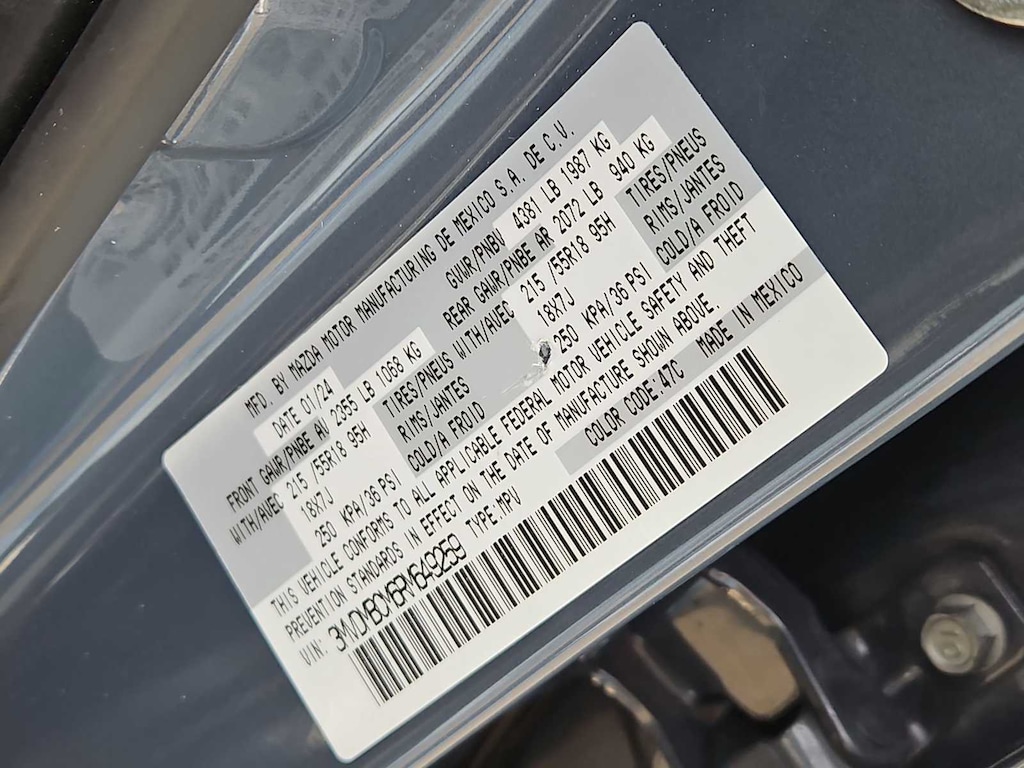 MFD. BY MAZDA MOTOR MANUFACTURING DE MEXICO S.A. DE C.V.
DATE 01/24 GVWR/PNBV 4381 LB 1987 KG
FRONT GAWR/PNBE AV 2355 LB 1068 KG REAR GAWR/PNBE AR 2072 LB 940 KG
WITH/AVEC 215 /55R18 95H TIRES/PNEUS WITH/AVEC 215 /55R18 95H TIRES/PNEUS
18X7J RIMS/JANTES 18X7J RIMS/JANTES
250 KPA/36 PSI COLD/A FROID 250 KPA/36 PSI COLD/A FROID
THIS VEHICLE CONFORMS TO ALL APPLICABLE FEDERAL MOTOR VEHICLE SAFETY AND THEFT
PREVENTION STANDARDS IN EFFECT ON THE DATE OF MANUFACTURE SHOWN ABOVE.
VIN: 3MVDMBCM6RM649259 TYPE:MPV COLOR CODE:47C MADE IN MEXICO